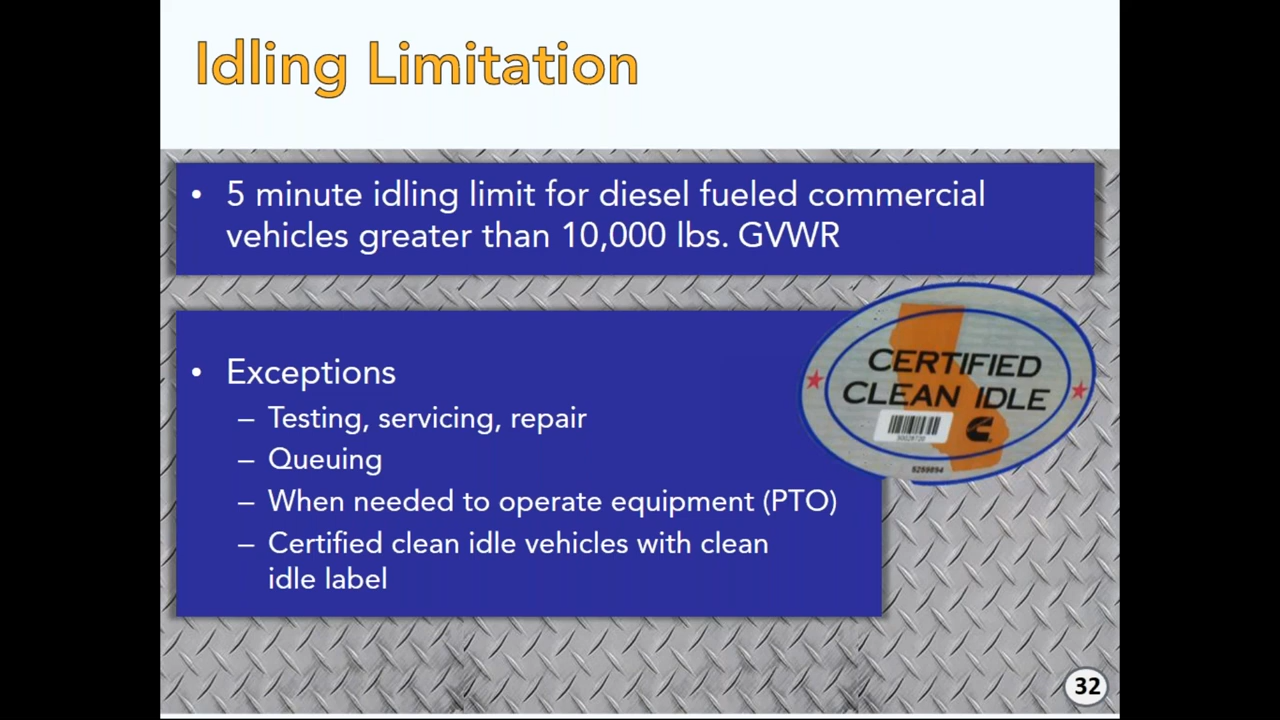 Idling Limitation
• 5 minute idling limit for diesel fueled commercial
vehicles greater than 10,000 lbs. GVWR
• Exceptions
– Testing, servicing, repair
– Queuing
– When needed to operate equipment (PTO)
– Certified clean idle vehicles with clean
idle label
CERTIFIED
CLEAN IDLE
32